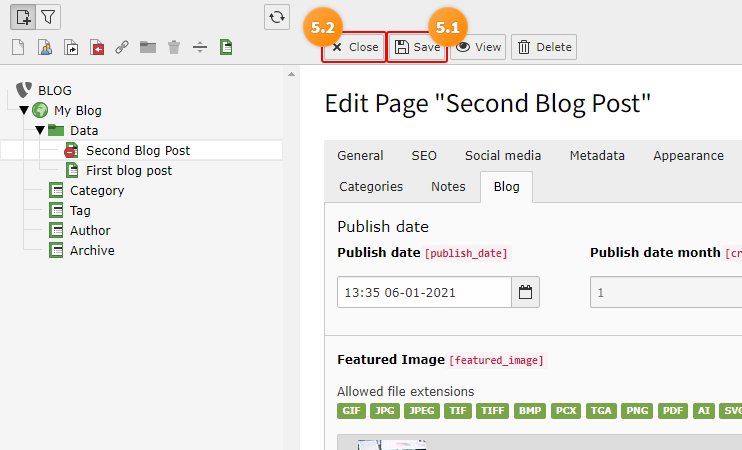 5.2 5.1
Close Save View Delete
BLOG
My Blog
Data
Second Blog Post
First blog post
Category
Tag
Author
Archive
Edit Page "Second Blog Post"
General SEO Social media Metadata Appearance
Categories Notes Blog
Publish date
Publish date [publish_date] Publish date month [cr
13:35 06-01-2021 1
Featured Image [featured_image]
Allowed file extensions
GIF JPG JPEG TIF TIFF BMP PCX TGA PNG PDF AI SVG